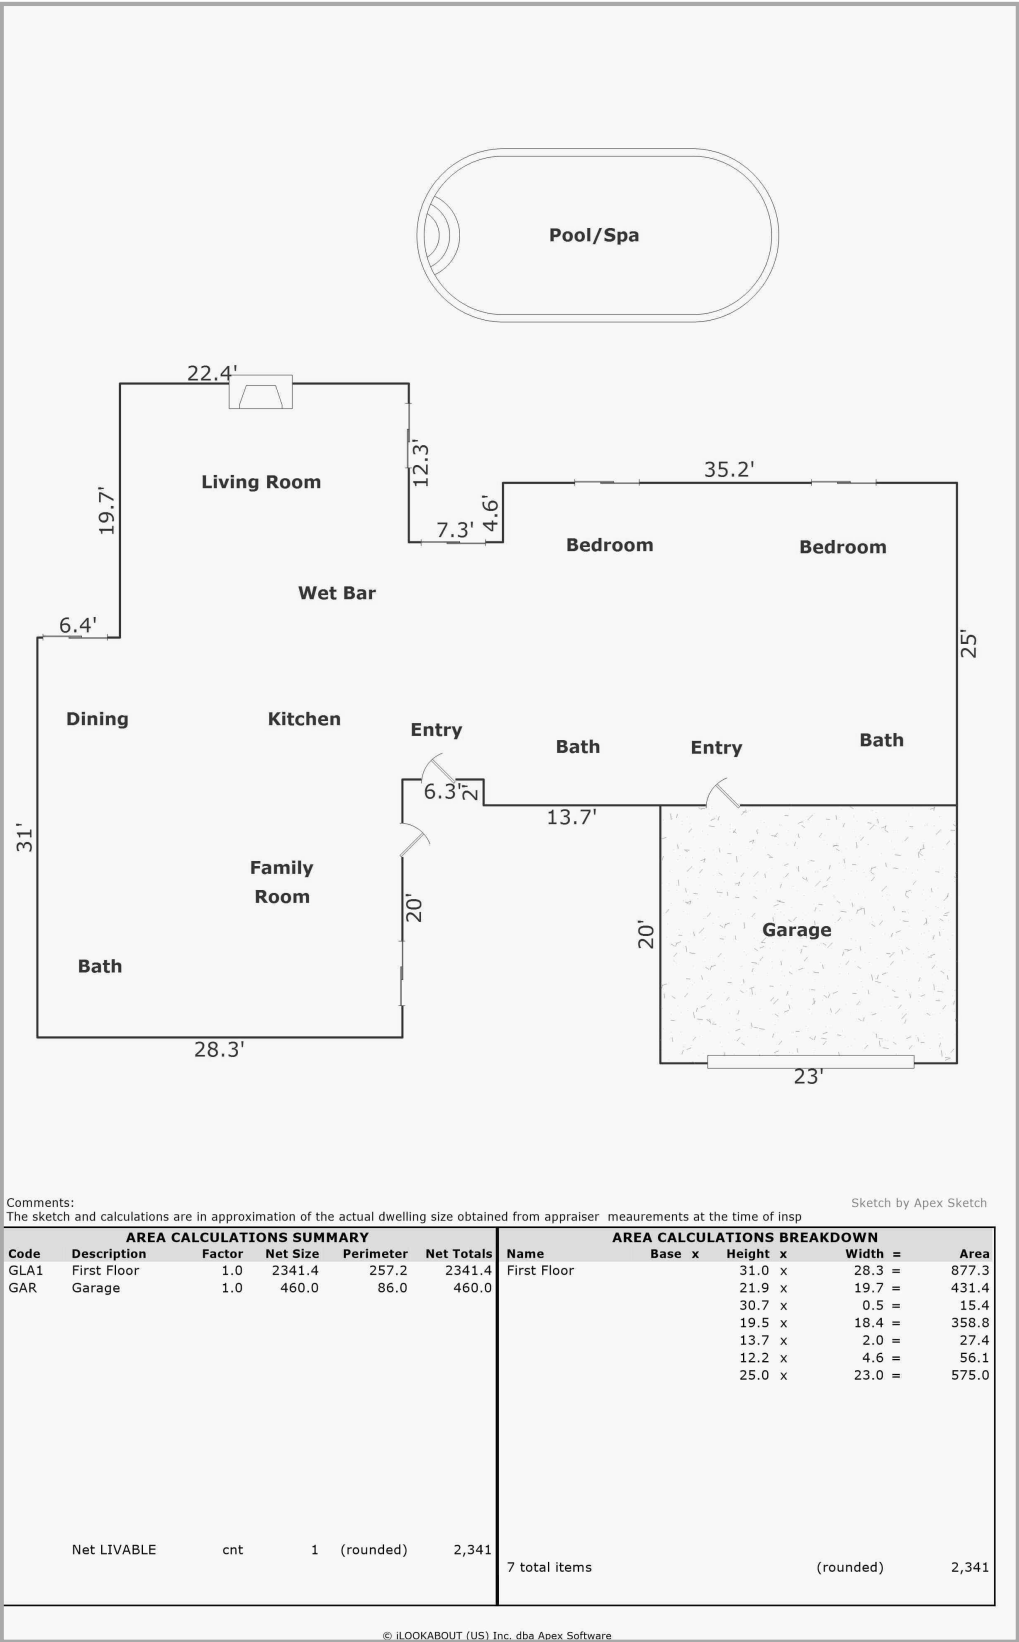 Pool/Spa
22.4'
12.3'
Living Room
19.7'
35.2'
4.6'
7.3'
Bedroom
Bedroom
Wet Bar
6.4'
25'
Dining
Kitchen
Entry
Bath
Entry
Bath
6.3'
2'
13.7'
31'
Family
Room
20'
20'
Garage
Bath
28.3'
23'
Comments:
Sketch by Apex Sketch
The sketch and calculations are in approximation of the actual dwelling size obtained from appraiser meaurements at the time of insp
AREA CALCULATIONS SUMMARY
Code Description Factor Net Size Perimeter Net Totals
GLA1 First Floor 1.0 2341.4 257.2 2341.4
GAR Garage 1.0 460.0 86.0 460.0
Net LIVABLE cnt 1 (rounded) 2,341
AREA CALCULATIONS BREAKDOWN
Name Base x Height x Width = Area
First Floor 31.0 x 28.3 = 877.3
21.9 x 19.7 = 431.4
30.7 x 0.5 = 15.4
19.5 x 18.4 = 358.8
13.7 x 2.0 = 27.4
12.2 x 4.6 = 56.1
25.0 x 23.0 = 575.0
7 total items (rounded) 2,341
© iLOOKABOUT (US) Inc. dba Apex Software